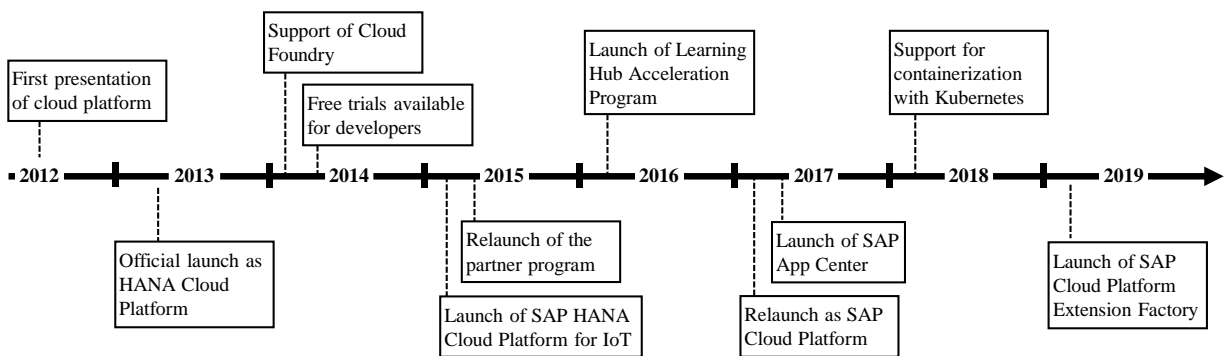 Support of Cloud
Foundry
Launch of Learning
Hub Acceleration
Program
Support for
containerization
with Kubernetes
First presentation
of cloud platform
Free trials available
for developers
2012 2013 2014 2015 2016 2017 2018 2019
Official launch as
HANA Cloud
Platform
Relaunch of the
partner program
Launch of SAP HANA
Cloud Platform for IoT
Launch of SAP
App Center
Relaunch as SAP
Cloud Platform
Launch of SAP
Cloud Platform
Extension Factory